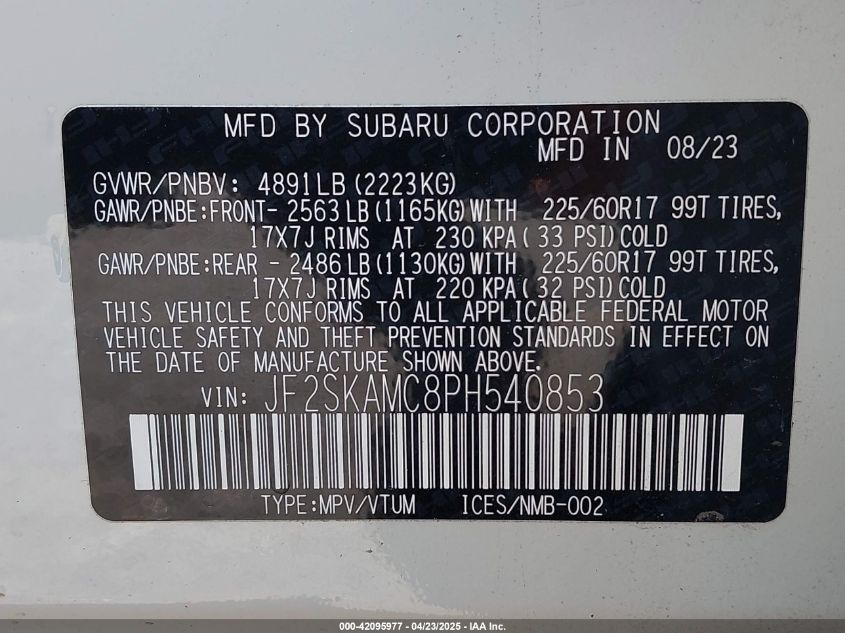 MFD BY SUBARU CORPORATION
MFD IN 08/23
GVWR/PNBV: 4891LB (2223KG)
GAWR/PNBE:FRONT- 2563 LB (1165KG) WITH 225/60R17 99T TIRES,
17X7J RIMS AT 230 KPA ( 33 PSI) COLD
GAWR/PNBE:REAR - 2486 LB (1130KG) WITH 225/60R17 99T TIRES,
17X7J RIMS AT 220 KPA ( 32 PSI) COLD
THIS VEHICLE CONFORMS TO ALL APPLICABLE FEDERAL MOTOR
VEHICLE SAFETY AND THEFT PREVENTION STANDARDS IN EFFECT ON
THE DATE OF MANUFACTURE SHOWN ABOVE.
VIN: JF2SKAMC8PH540853
TYPE:MPV/VTUM ICES/NMB-002
000-42095977 - 04/23/2025 - IAA Inc.